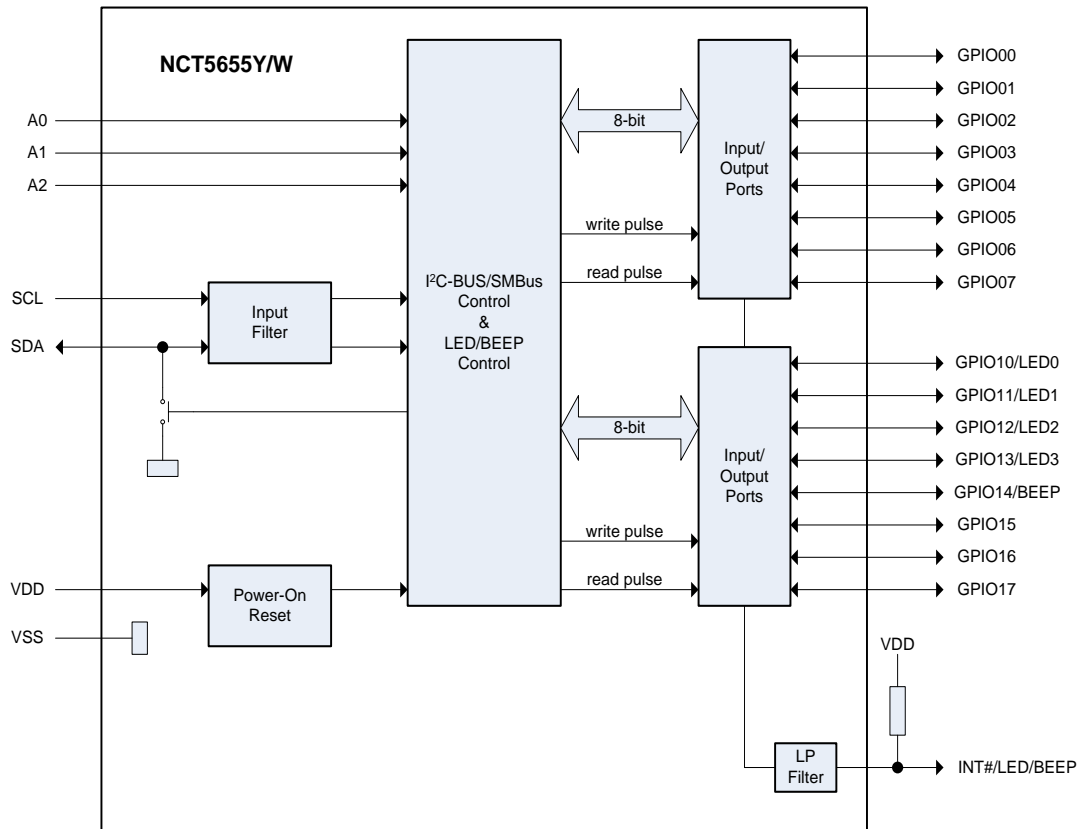 NCT5655Y/W
A0
A1
A2
SCL
SDA
VDD
VSS
Input
Filter
Power-On
Reset
I²C-BUS/SMBus
Control
&
LED/BEEP
Control
8-bit
write pulse
read pulse
8-bit
write pulse
read pulse
Input/
Output
Ports
Input/
Output
Ports
GPIO00
GPIO01
GPIO02
GPIO03
GPIO04
GPIO05
GPIO06
GPIO07
GPIO10/LED0
GPIO11/LED1
GPIO12/LED2
GPIO13/LED3
GPIO14/BEEP
GPIO15
GPIO16
GPIO17
VDD
LP
Filter
INT#/LED/BEEP